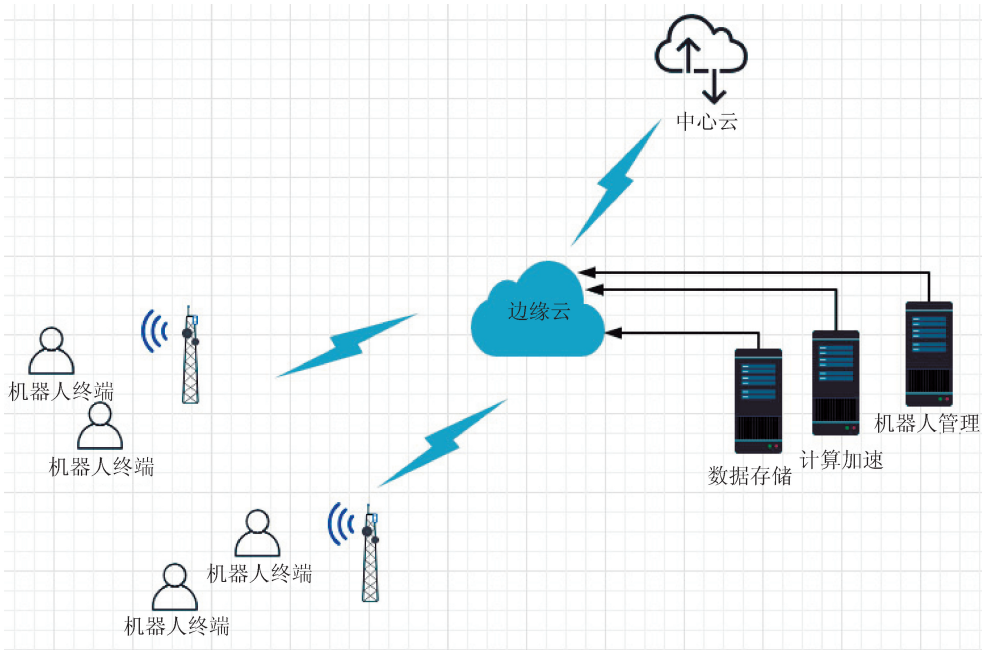 中心云
边缘云
机器人终端
机器人终端
机器人管理
计算加速
数据存储
机器人终端
机器人终端